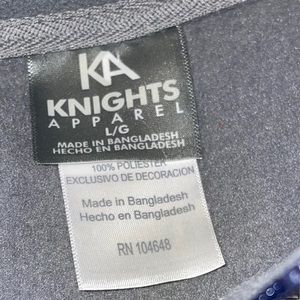 KA
KNIGHTS
APPAREL
L/G
MADE IN BANGLADESH
HECHO EN BANGLADESH
100% POLIESTER
EXCLUSIVO DE DECORACION
Made in Bangladesh
Hecho en Bangladesh
RN 104648